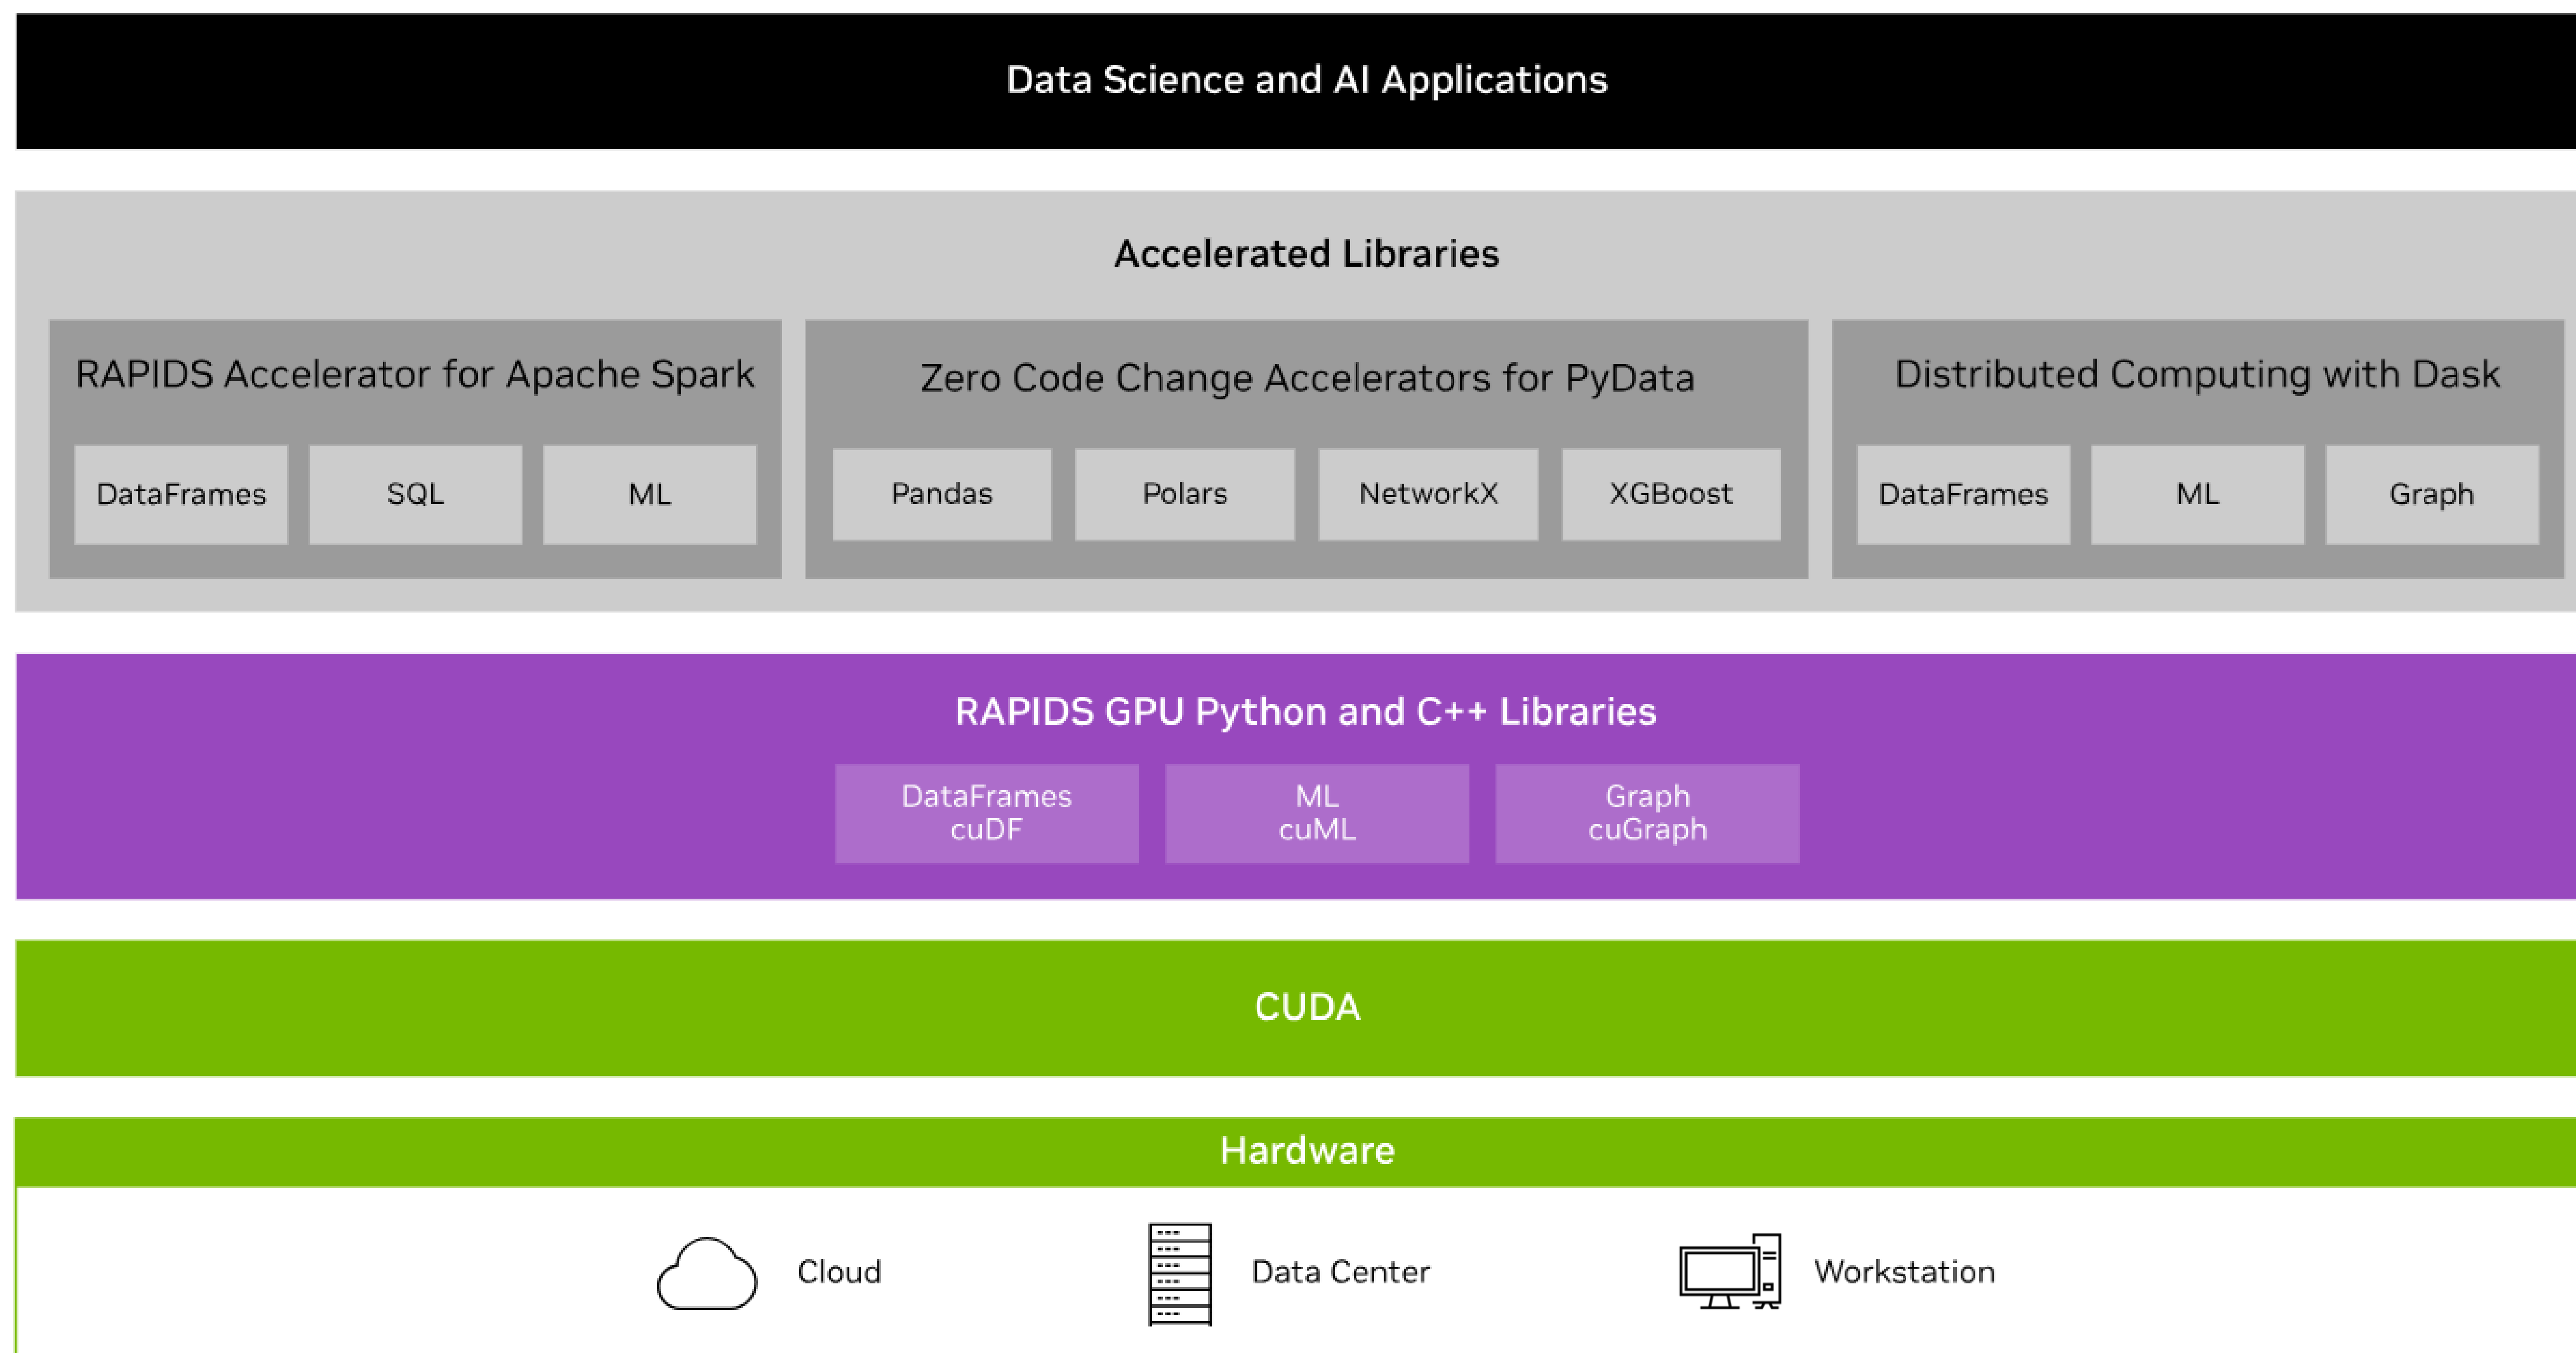 Data Science and AI Applications
Accelerated Libraries
RAPIDS Accelerator for Apache Spark
DataFrames
SQL
ML
Zero Code Change Accelerators for PyData
Pandas
Polars
NetworkX
XGBoost
Distributed Computing with Dask
DataFrames
ML
Graph
RAPIDS GPU Python and C++ Libraries
DataFrames
cuDF
ML
cuML
Graph
cuGraph
CUDA
Hardware
Cloud
Data Center
Workstation